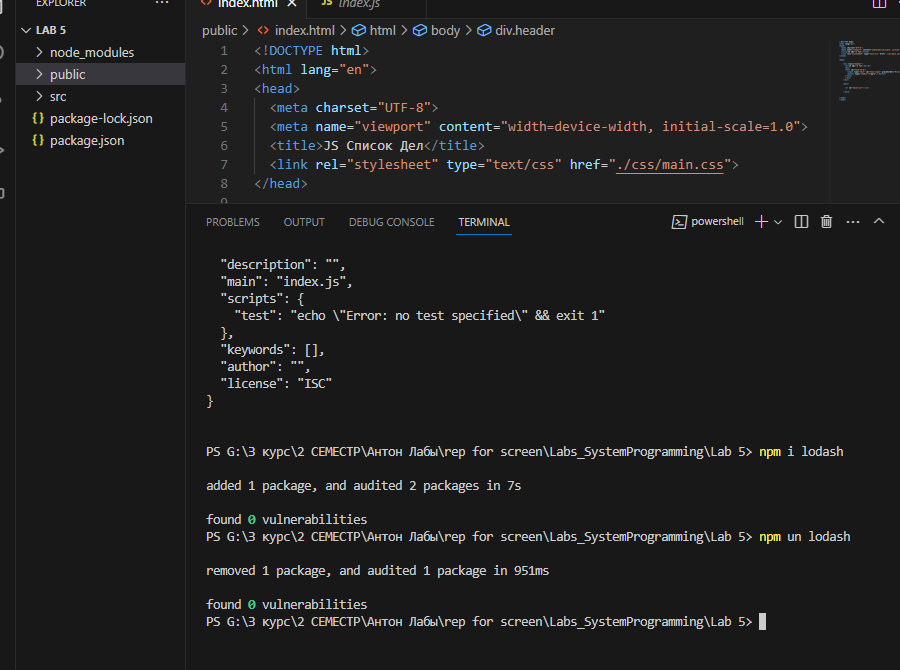 EXPLORER ...
index.html × JS index.js
LAB 5
node_modules
public
src
{} package-lock.json
{} package.json
public > index.html > html > body > div.header
1 <!DOCTYPE html>
2 <html lang="en">
3 <head>
4 <meta charset="UTF-8">
5 <meta name="viewport" content="width=device-width, initial-scale=1.0">
6 <title>JS Список Дел</title>
7 <link rel="stylesheet" type="text/css" href="./css/main.css">
8 </head>
9
PROBLEMS OUTPUT DEBUG CONSOLE TERMINAL powershell
"description": "",
"main": "index.js",
"scripts": {
"test": "echo \"Error: no test specified\" && exit 1"
},
"keywords": [],
"author": "",
"license": "ISC"
}
PS G:\3 курс\2 СЕМЕСТР\Антон Лабы\rep for screen\Labs_SystemProgramming\Lab 5> npm i lodash
added 1 package, and audited 2 packages in 7s
found 0 vulnerabilities
PS G:\3 курс\2 СЕМЕСТР\Антон Лабы\rep for screen\Labs_SystemProgramming\Lab 5> npm un lodash
removed 1 package, and audited 1 package in 951ms
found 0 vulnerabilities
PS G:\3 курс\2 СЕМЕСТР\Антон Лабы\rep for screen\Labs_SystemProgramming\Lab 5>